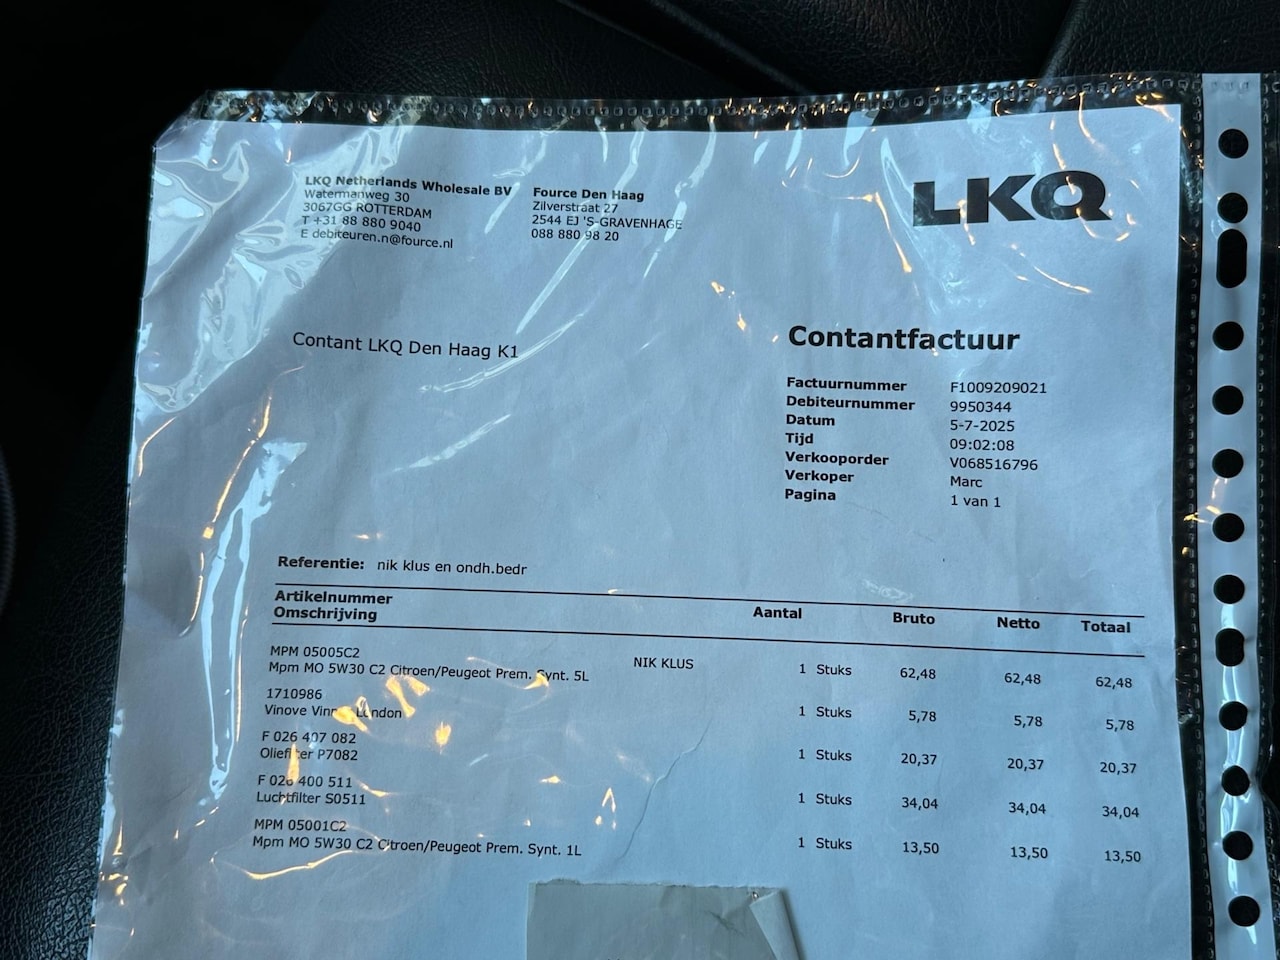 LKQ Netherlands Wholesale BV
Watermanweg 30
3067GG ROTTERDAM
T +31 88 880 9040
E debiteuren.n@fource.nl
Fource Den Haag
Zilverstraat 27
2544 EJ 'S-GRAVENHAGE
088 880 98 20
LKQ
Contant LKQ Den Haag K1
Contantfactuur
Factuurnummer F1009209021
Debiteurnummer 9950344
Datum 5-7-2025
Tijd 09:02:08
Verkooporder V068516796
Verkoper Marc
Pagina 1 van 1
Referentie: nik klus en ondh.bedr
Artikelnummer
Omschrijving Aantal Bruto Netto Totaal
MPM 05005C2 NIK KLUS
Mpm MO 5W30 C2 Citroen/Peugeot Prem. Synt. 5L 1 Stuks 62,48 62,48 62,48
1710986
Vinove London 1 Stuks 5,78 5,78 5,78
F 026 407 082
Oliefilter P7082 1 Stuks 20,37 20,37 20,37
F 026 400 511
Luchtfilter S0511 1 Stuks 34,04 34,04 34,04
MPM 05001C2
Mpm MO 5W30 C2 Citroen/Peugeot Prem. Synt. 1L 1 Stuks 13,50 13,50 13,50